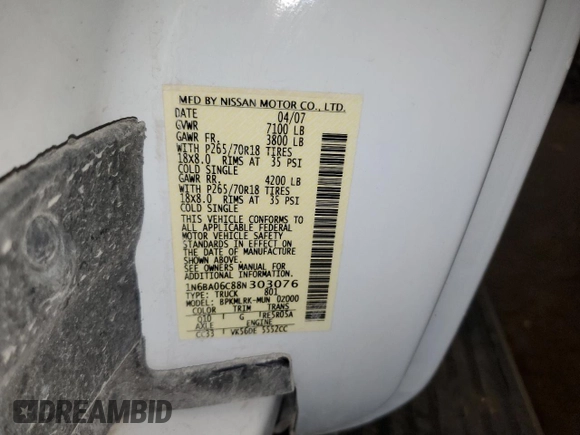 MFD BY NISSAN MOTOR CO., LTD.
DATE 04/07
GVWR 7100 LB
GAWR FR. 3800 LB
WITH P265/70R18 TIRES
18X8.0 RIMS AT 35 PSI
COLD SINGLE
GAWR RR. 4200 LB
WITH P265/70R18 TIRES
18X8.0 RIMS AT 35 PSI
COLD SINGLE
THIS VEHICLE CONFORMS TO
ALL APPLICABLE FEDERAL
MOTOR VEHICLE SAFETY
STANDARDS IN EFFECT ON
THE DATE OF MANUFACTURE
SEE OWNERS MANUAL FOR
ADDITIONAL INFORMATION
1N6BA06C88N303076
TYPE: TRUCK 801
MODEL: BPKMLRK-MUN 02000
COLOR TRIM TRANS
Q10 G TRE5R05A
AXLE ENGINE
CC33 VK56DE 5552CC
DREAMBID